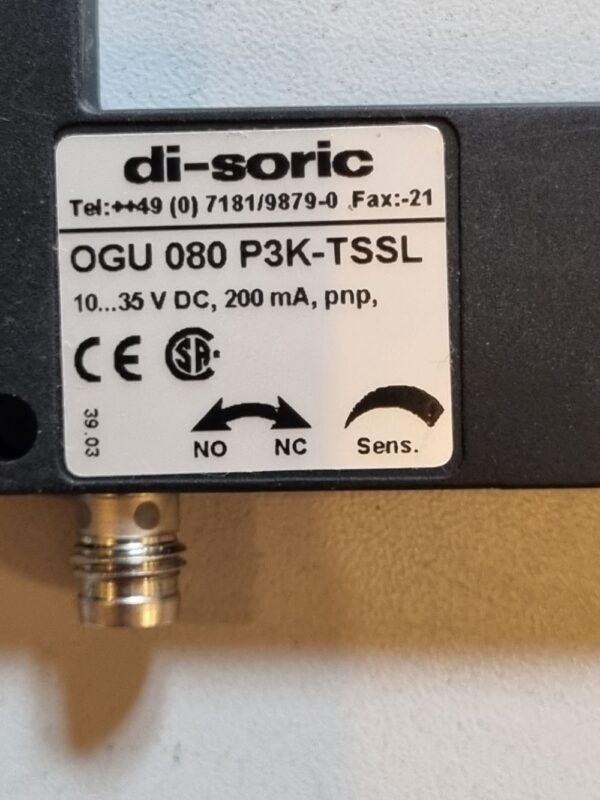 di-soric
Tel:++49 (0) 7181/9879-0 Fax:-21
OGU 080 P3K-TSSL
10...35 V DC, 200 mA, pnp,
CE SA
39.03
NO NC Sens.